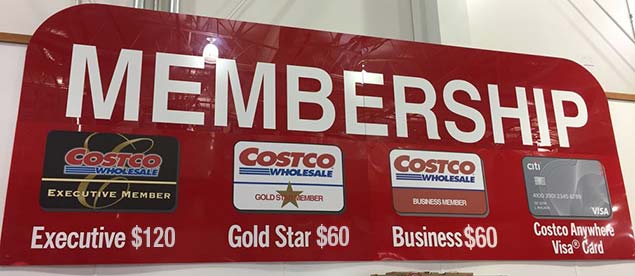 MEMBERSHIP
COSTCO
WHOLESALE
EXECUTIVE MEMBER
Executive $120
COSTCO
WHOLESALE
GOLD STAR MEMBER
Gold Star $60
COSTCO
WHOLESALE
BUSINESS MEMBER
Business $60
citi
VISA
Costco Anywhere
Visa® Card